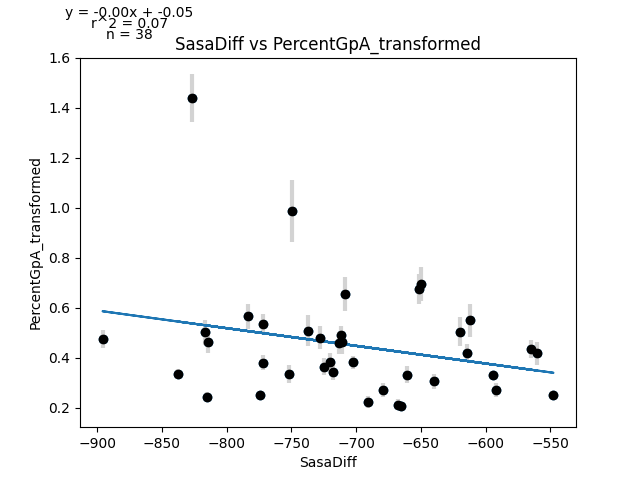 y = -0.00x + -0.05
r^2 = 0.07
n = 38
SasaDiff vs PercentGpA_transformed
PercentGpA_transformed
1.6
1.4
1.2
1.0
0.8
0.6
0.4
0.2
−900 −850 −800 −750 −700 −650 −600 −550
SasaDiff